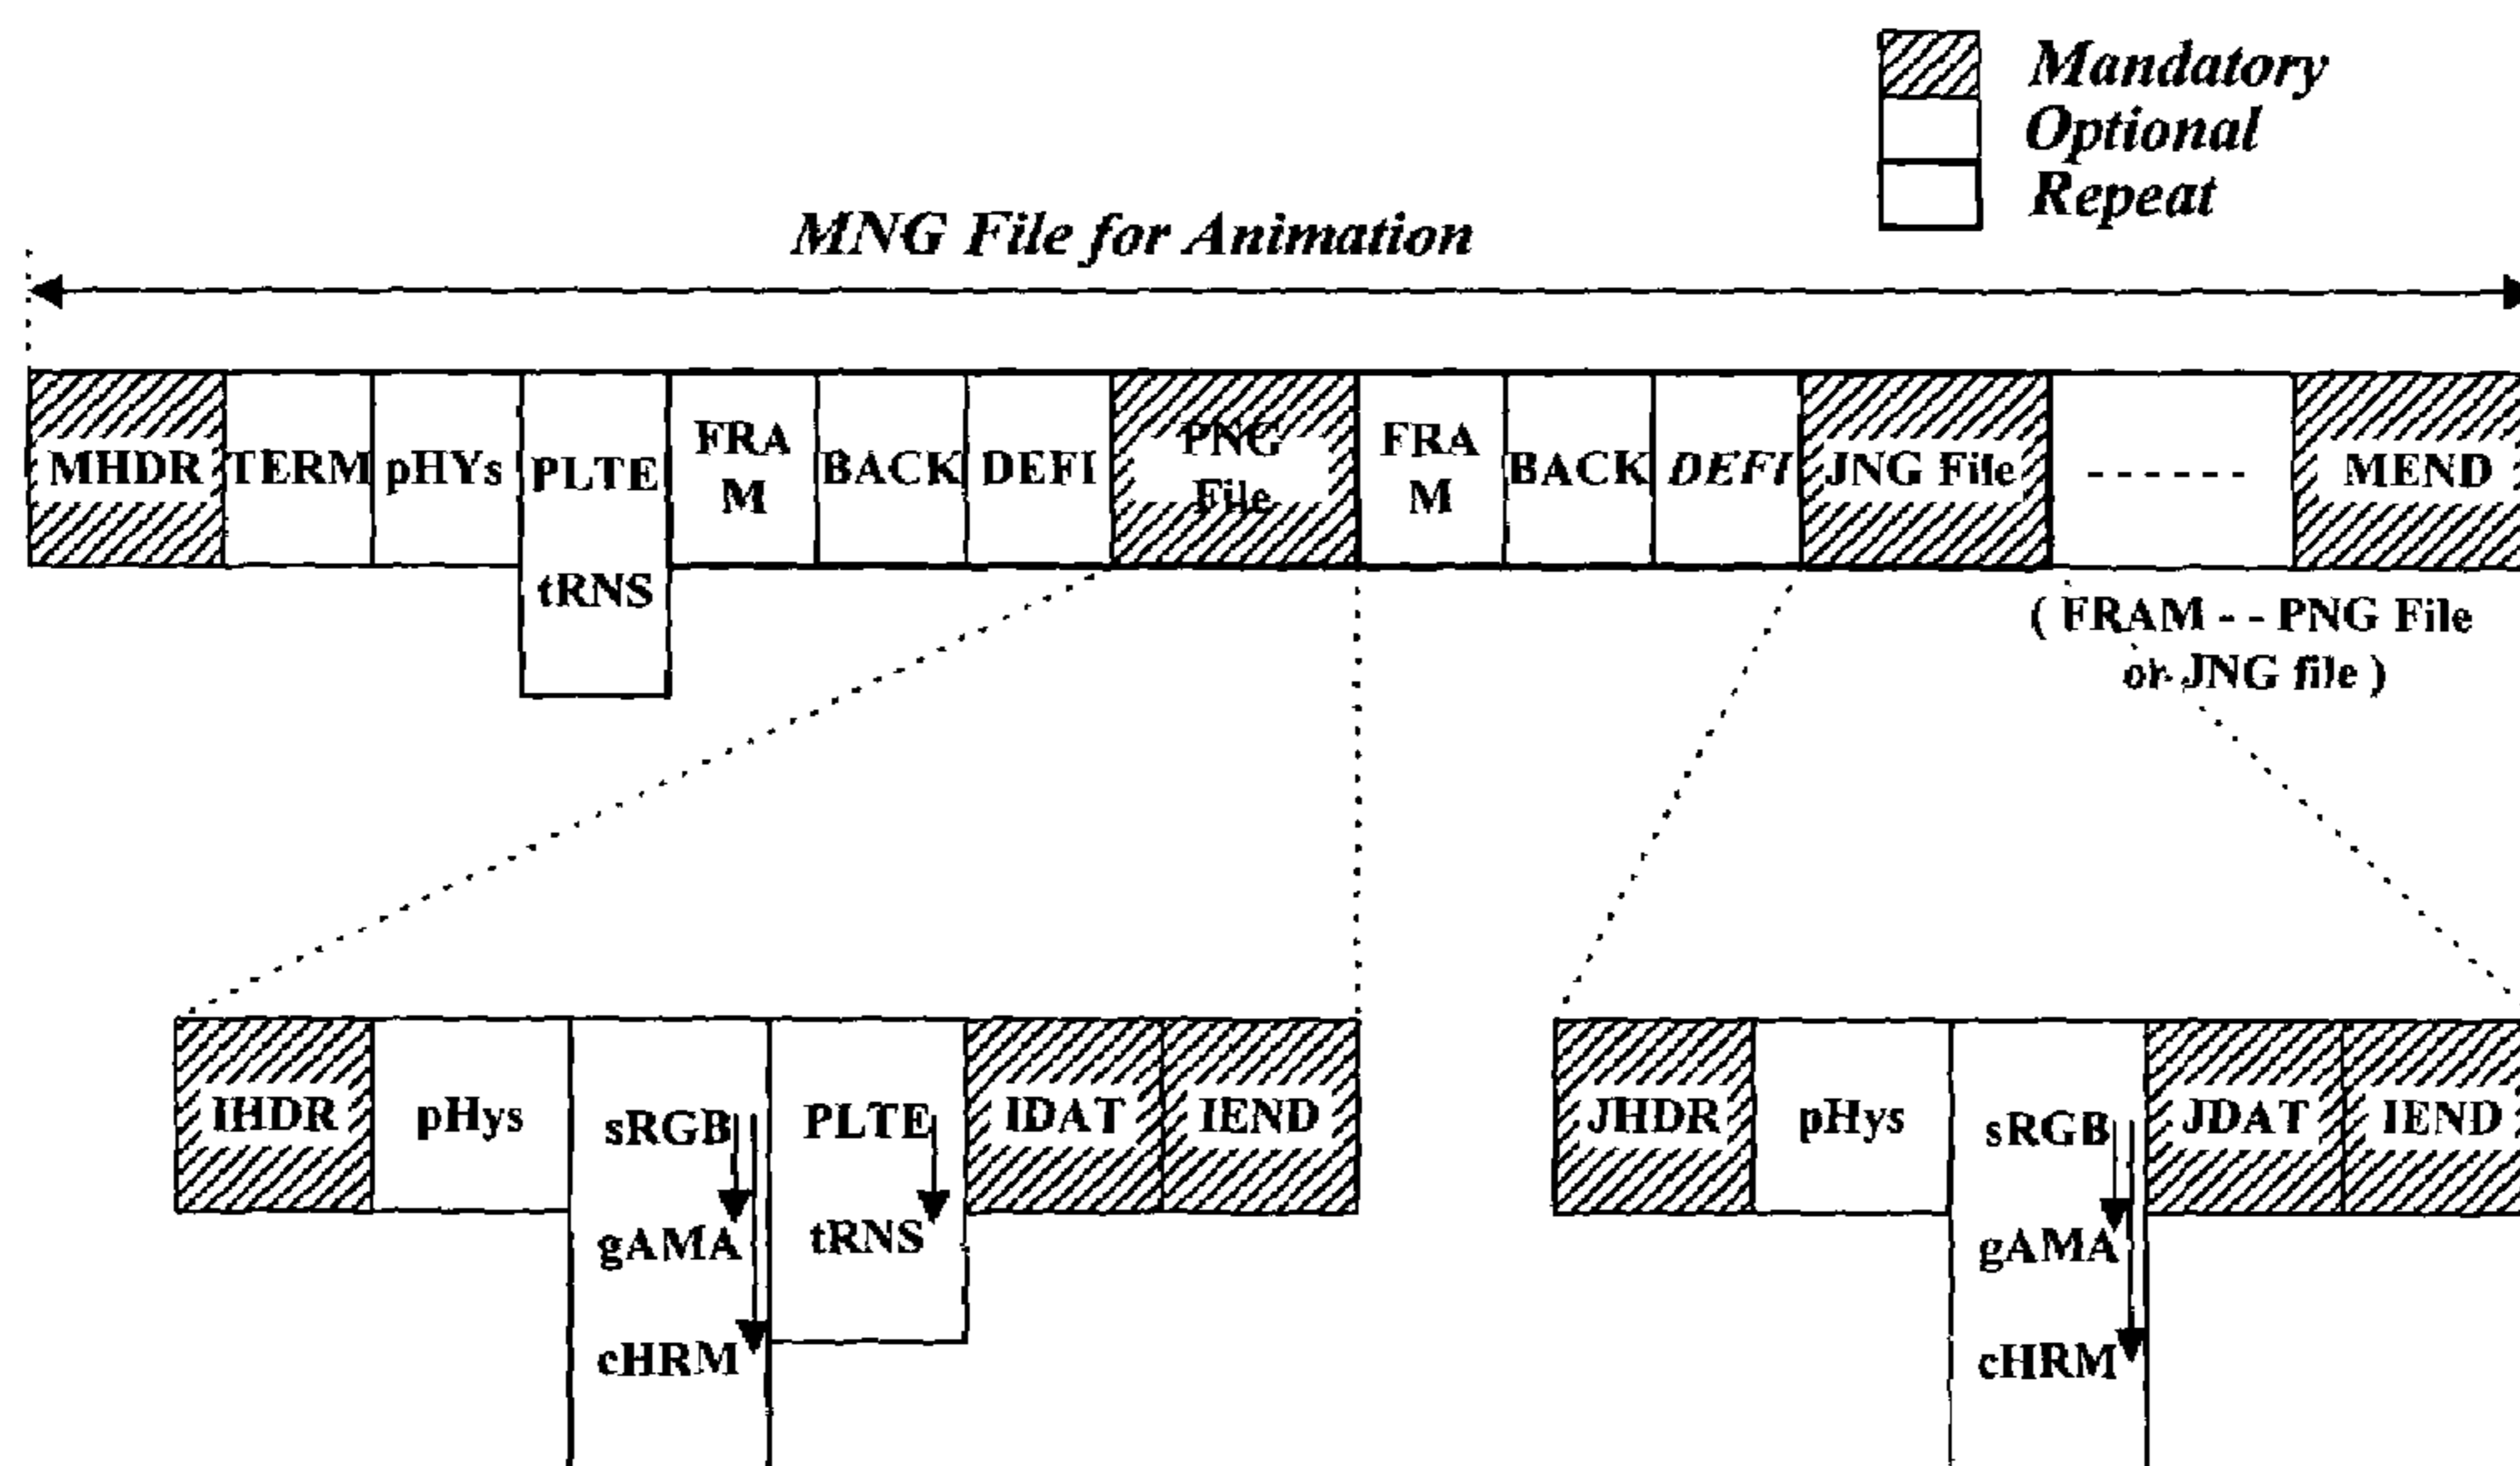 Mandatory
Optional
Repeat
MNG File for Animation
MHDR
TERM
pHYs
PLTE
tRNS
FRA
M
BACK
DEFI
PNG
File
FRA
M
BACK
DEFI
JNG File
------
MEND
( FRAM - - PNG File
or JNG file )
IHDR
pHys
sRGB
gAMA
cHRM
PLTE
tRNS
IDAT
IEND
JHDR
pHys
sRGB
gAMA
cHRM
JDAT
IEND